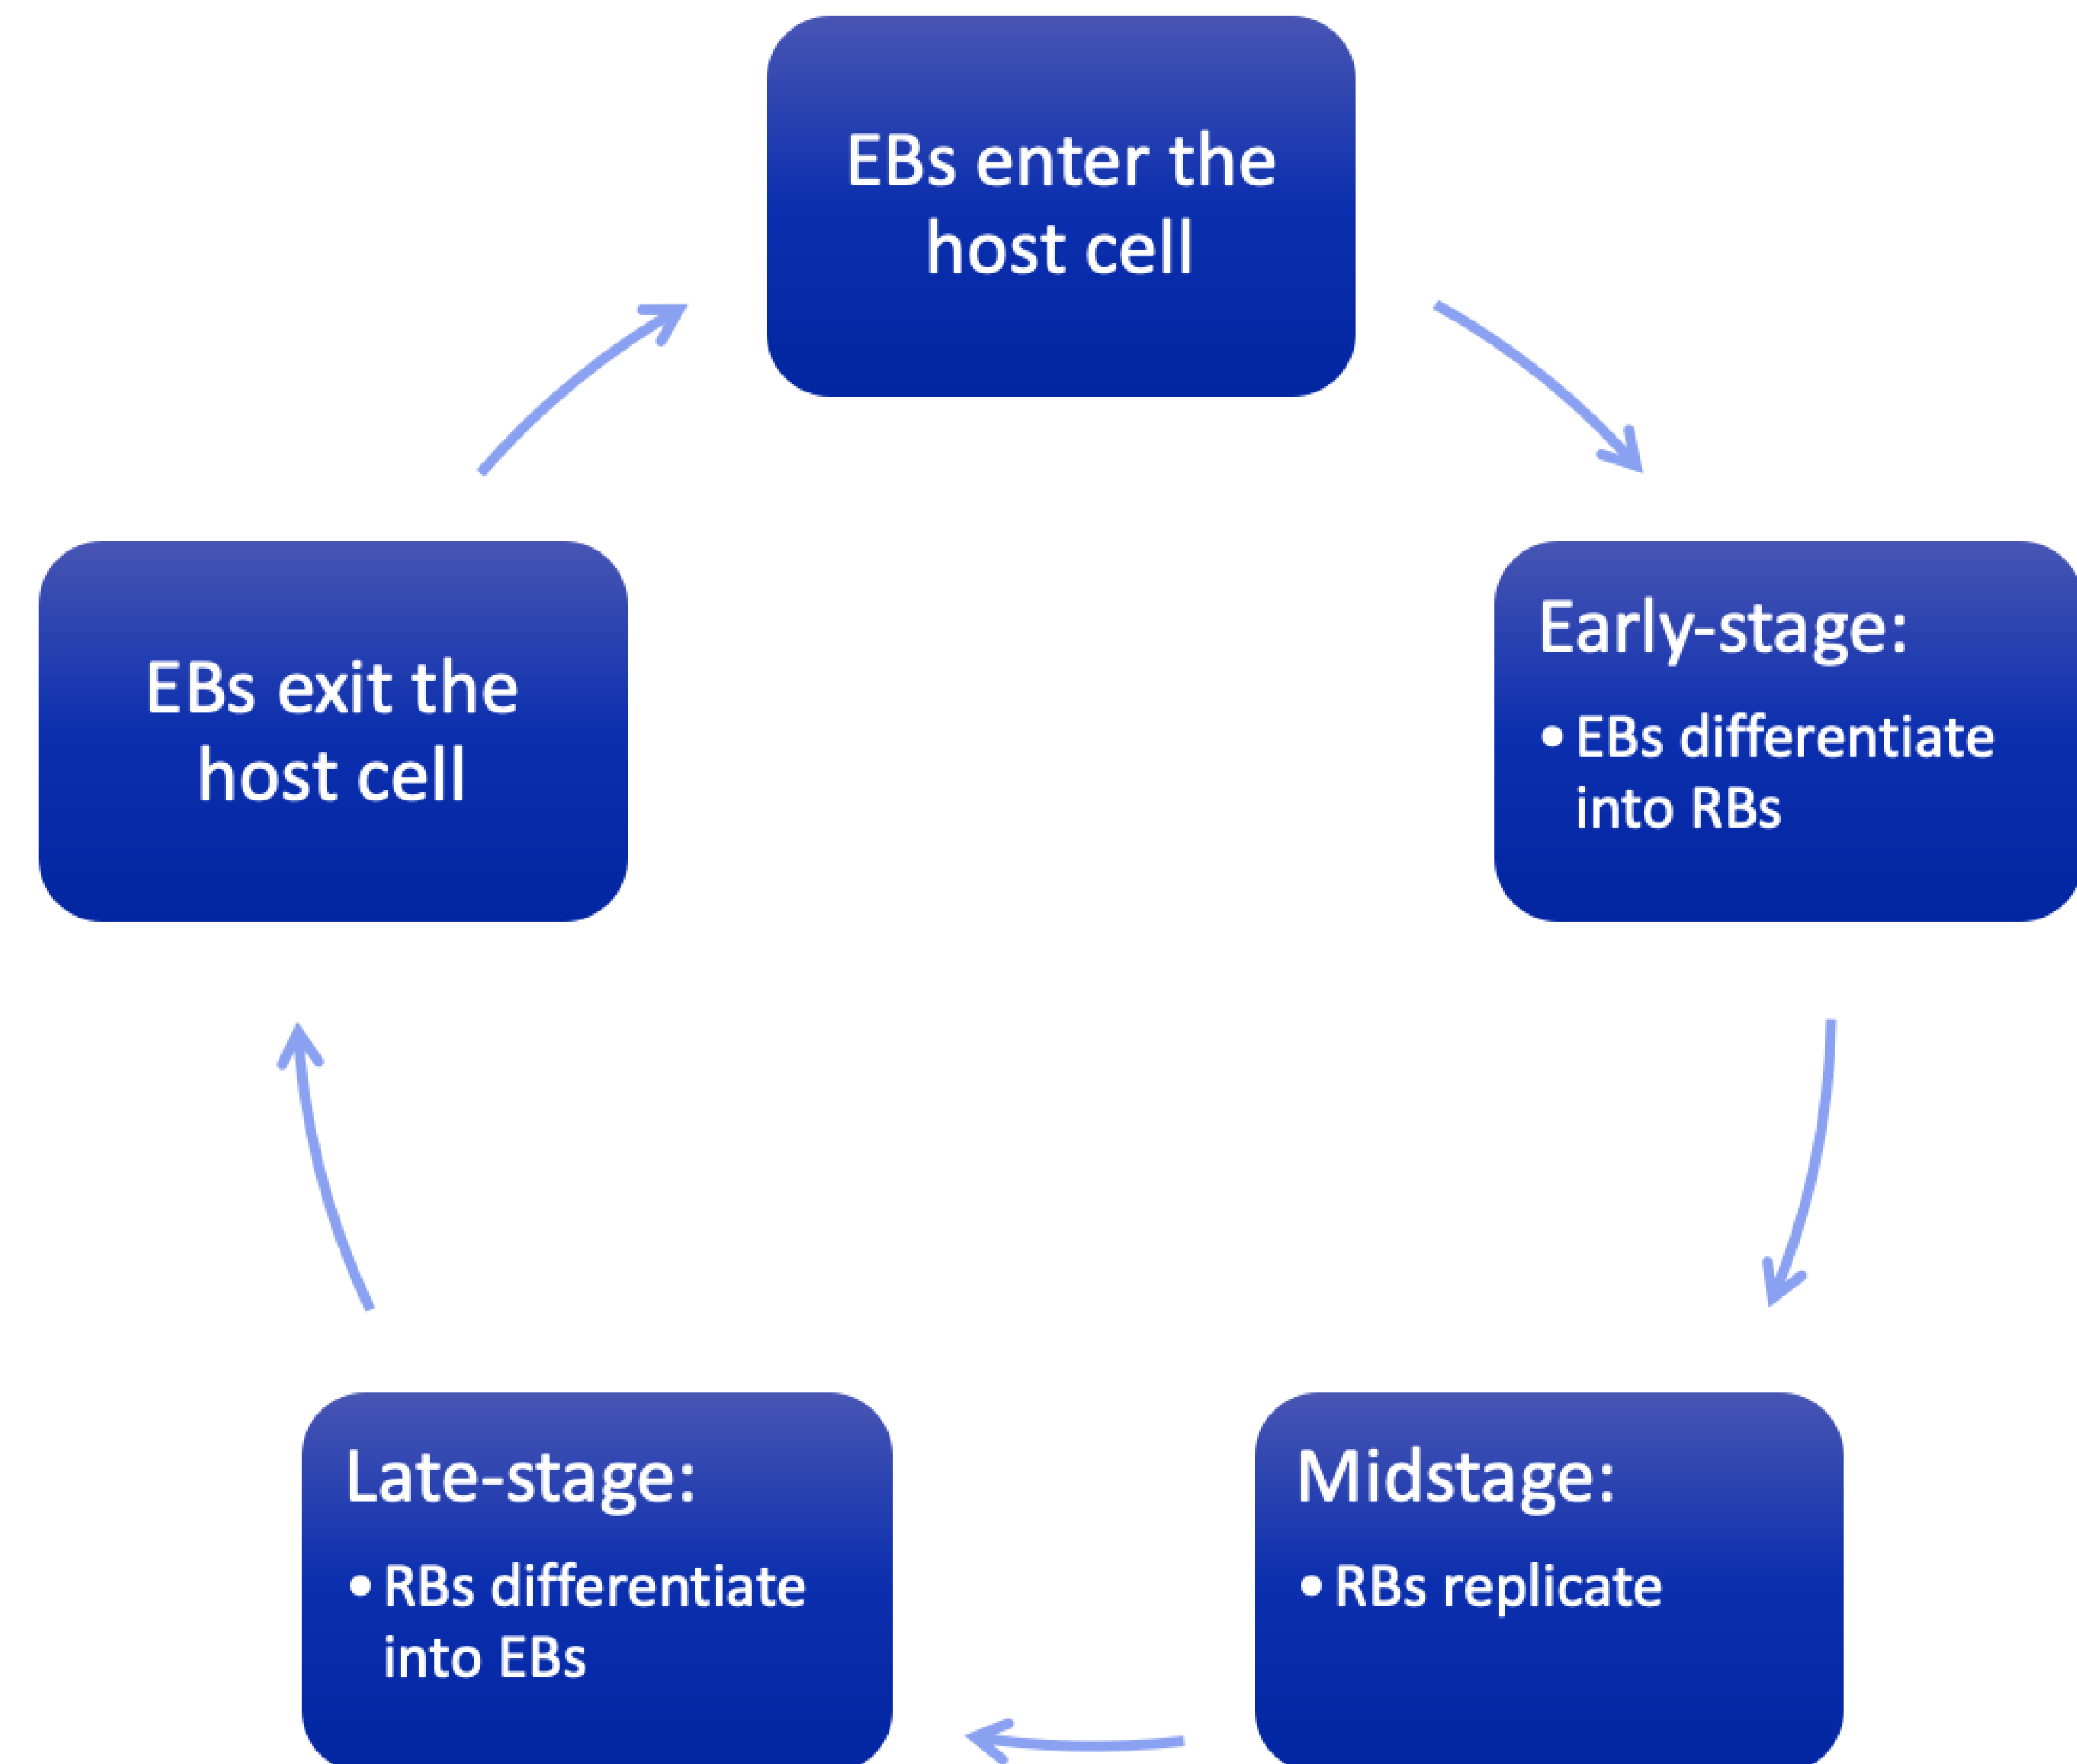 EBs enter the
host cell
Early-stage:
• EBs differentiate
into RBs
Midstage:
• RBs replicate
Late-stage:
• RBs differentiate
into EBs
EBs exit the
host cell